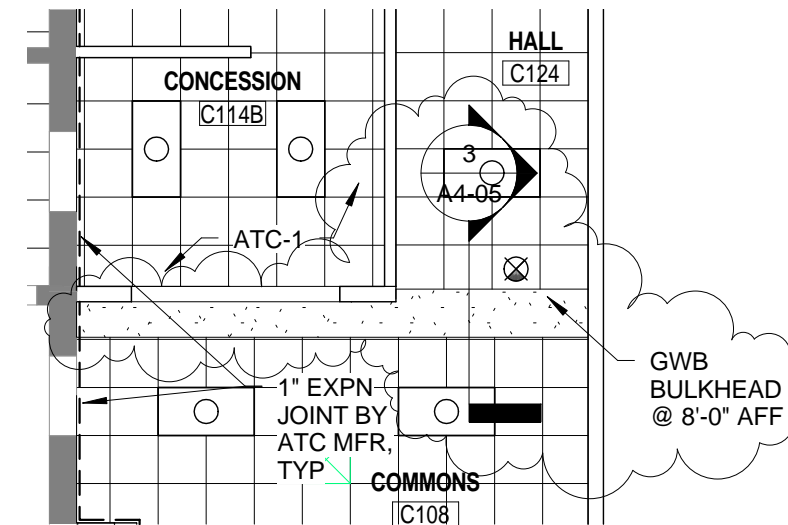 HALL
C124
CONCESSION
C114B
3
A4-05
ATC-1
GWB
BULKHEAD
@ 8'-0" AFF
1" EXPN
JOINT BY
ATC MFR,
TYP
COMMONS
C108